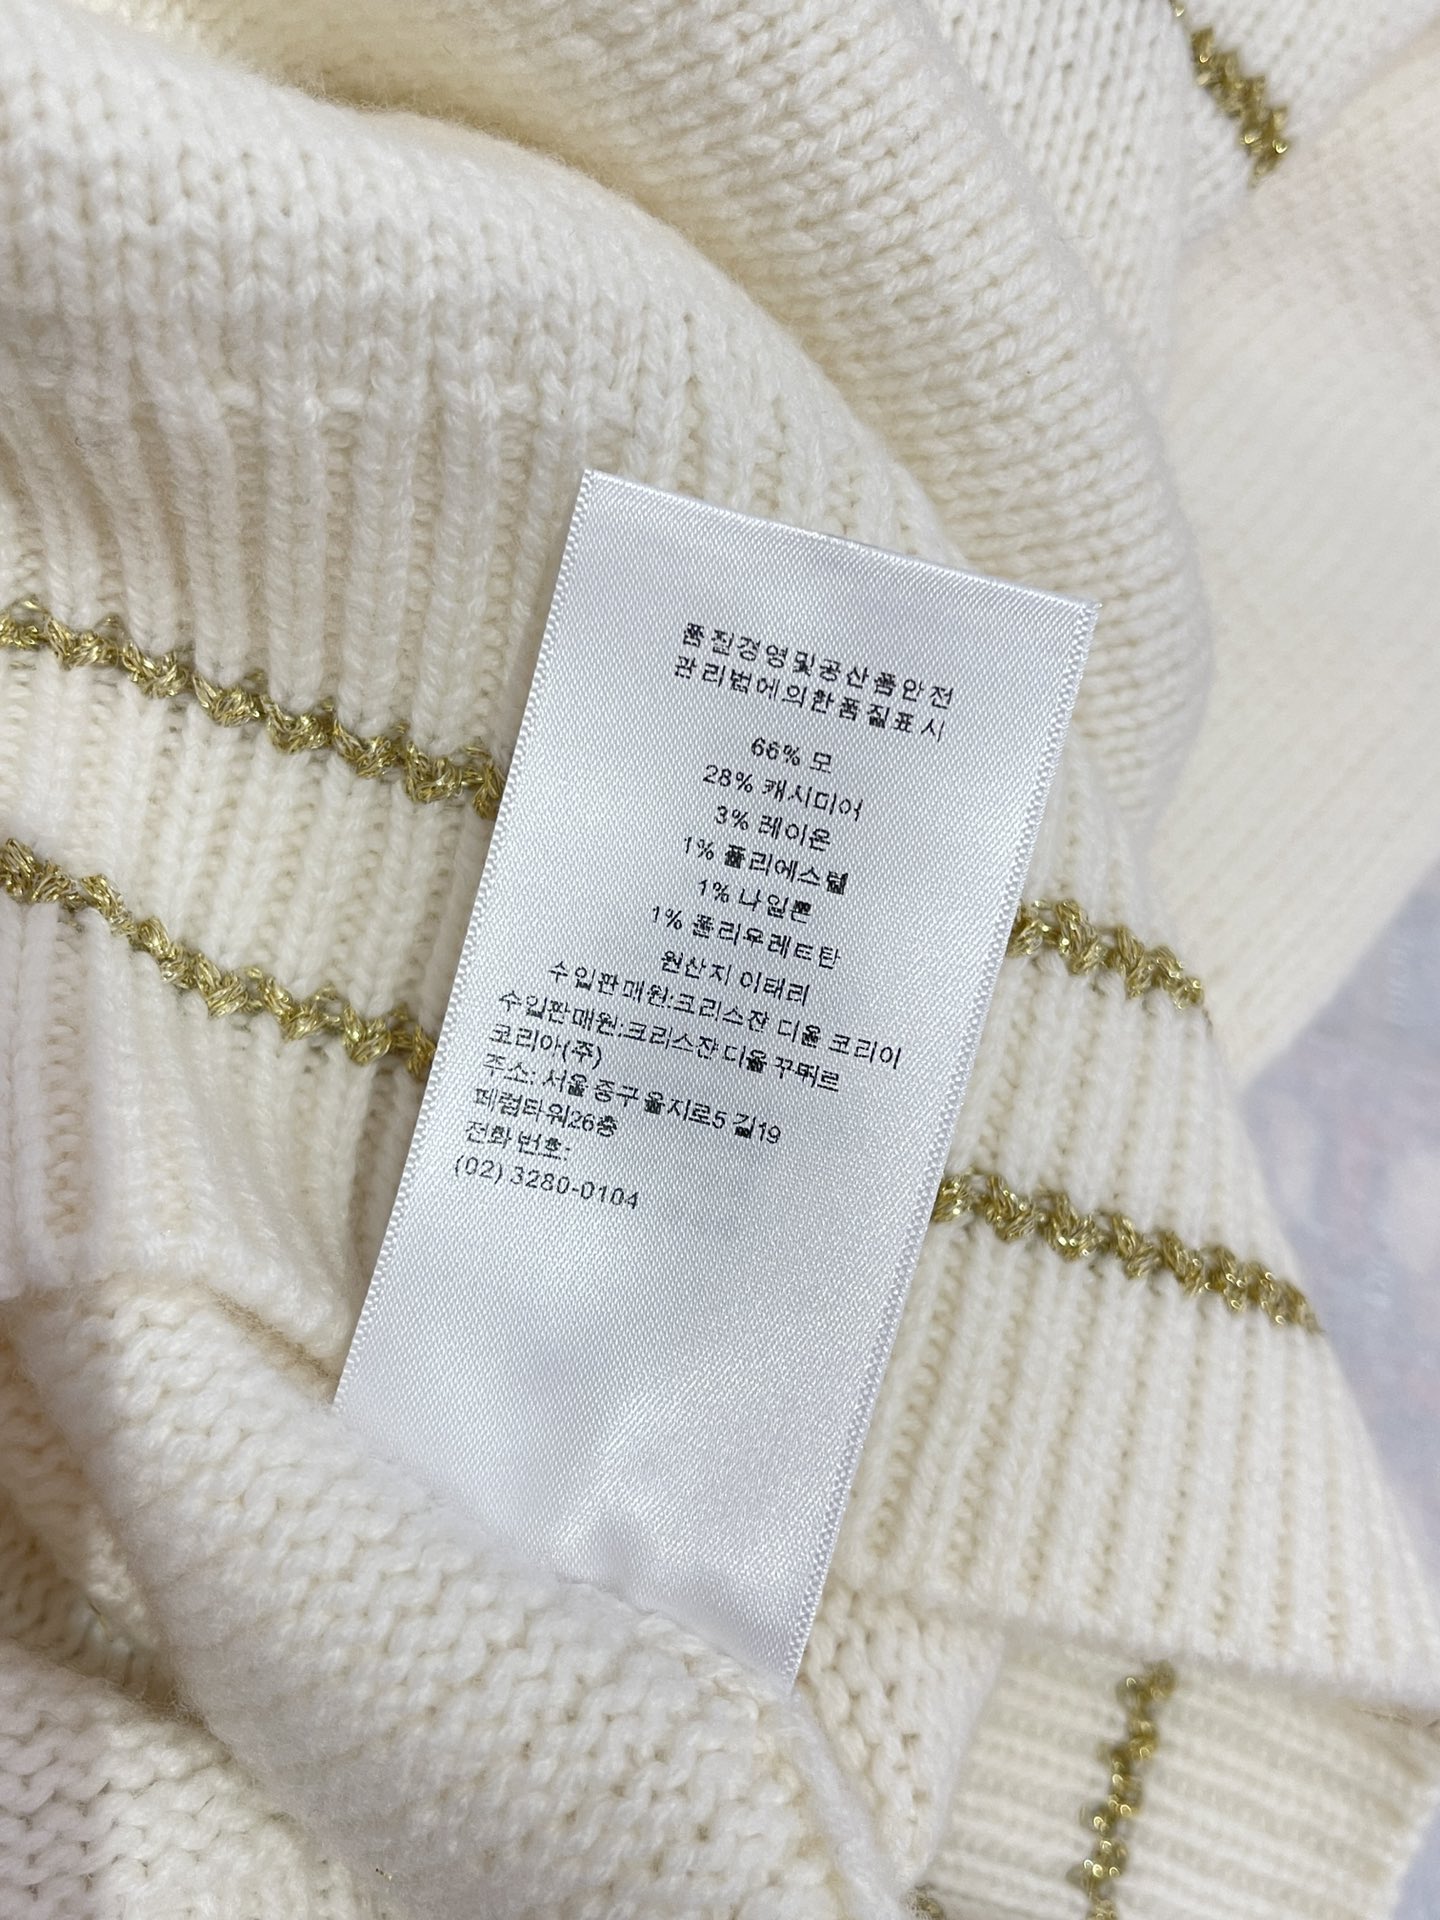 품질경영및공산품안전
관리법에의한품질표시
66% 모
28% 캐시미어
3% 레이온
1% 폴리에스텔
1% 나일론
1% 폴리우레트탄
원산지 이태리
수입판매원:크리스쟌 디올 코리아
수입판매원:크리스쟌 디올 꾸뛰르
코리아(주)
주소: 서울 중구 을지로5 길19
페럼타워26층
전화 번호:
(02) 3280-0104